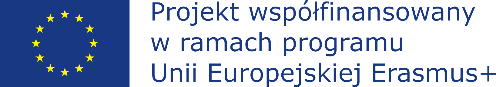 Projekt współfinansowany
w ramach programu
Unii Europejskiej Erasmus+